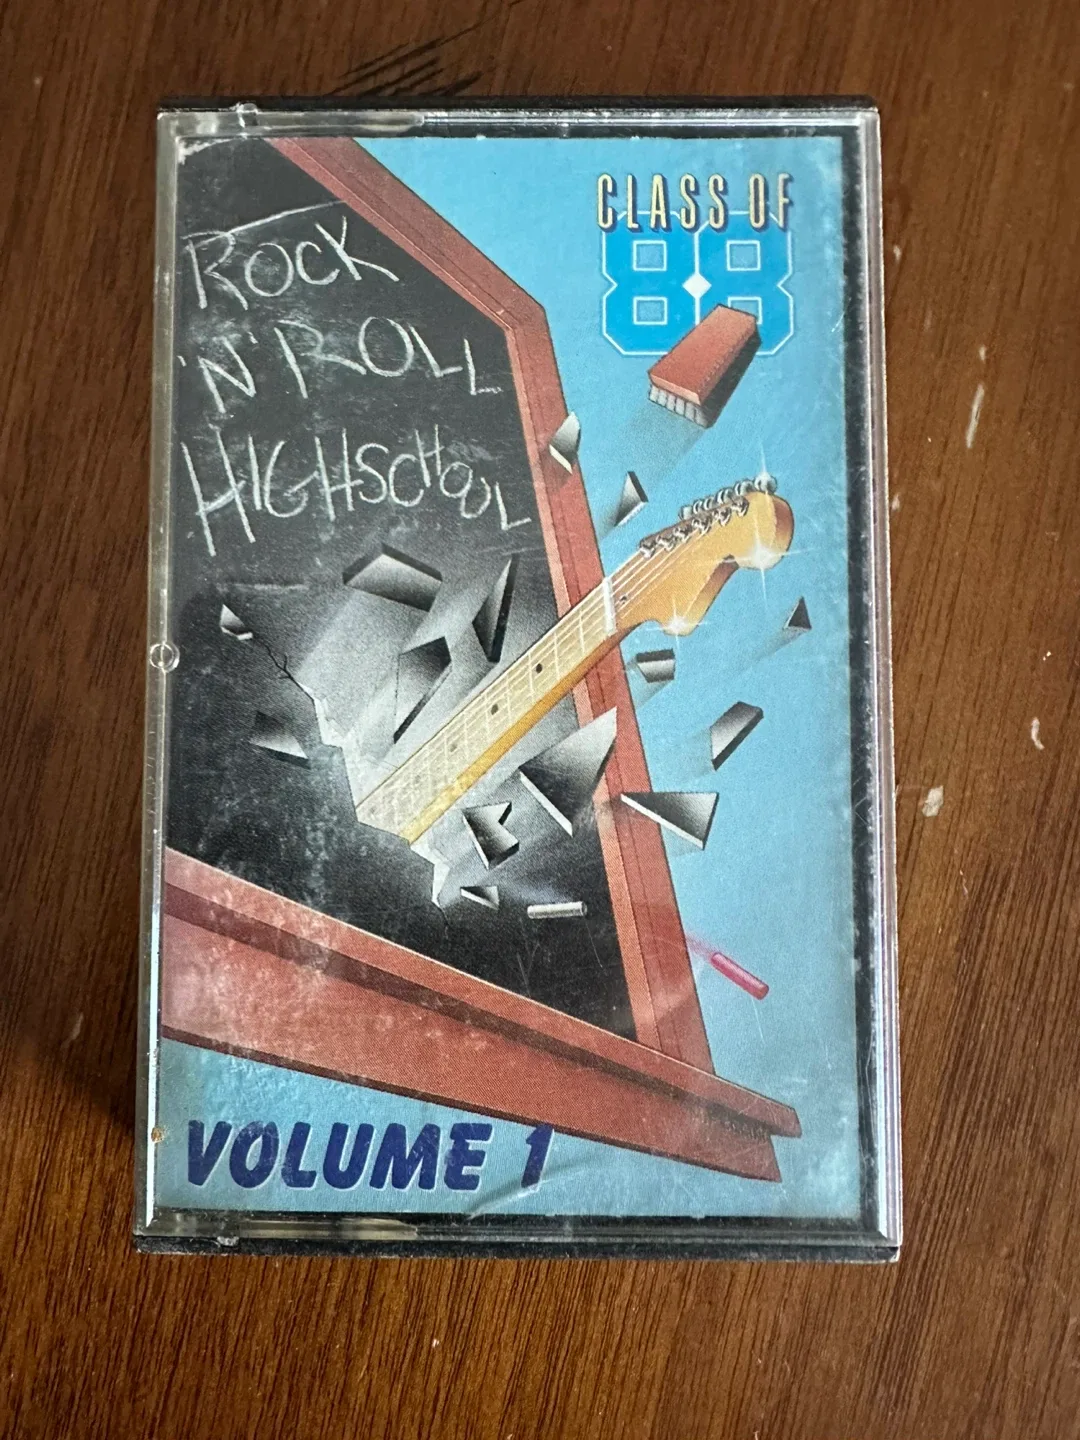 CLASS OF
88
ROCK
'N' ROLL
HIGHSCHOOL
VOLUME 1